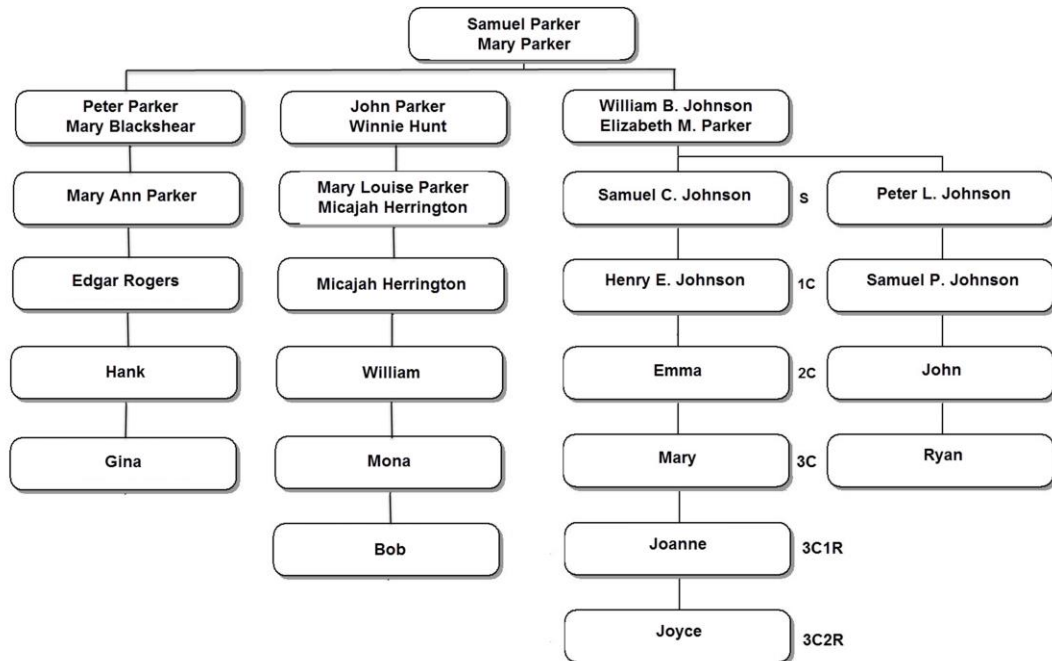 Samuel Parker
Mary Parker
Peter Parker
Mary Blackshear
John Parker
Winnie Hunt
William B. Johnson
Elizabeth M. Parker
Mary Ann Parker
Mary Louise Parker
Micajah Herrington
Samuel C. Johnson
S
Peter L. Johnson
Edgar Rogers
Micajah Herrington
Henry E. Johnson
1C
Samuel P. Johnson
Hank
William
Emma
2C
John
Gina
Mona
Mary
3C
Ryan
Bob
Joanne
3C1R
Joyce
3C2R